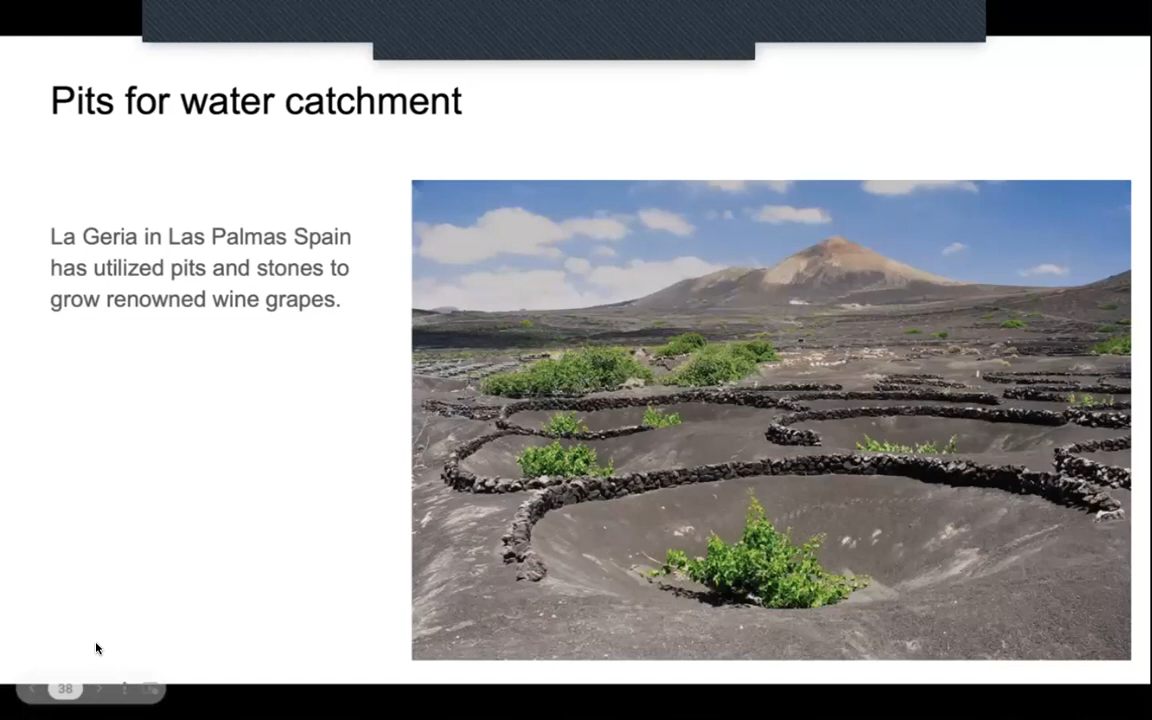 Pits for water catchment
La Geria in Las Palmas Spain
has utilized pits and stones to
grow renowned wine grapes.
38